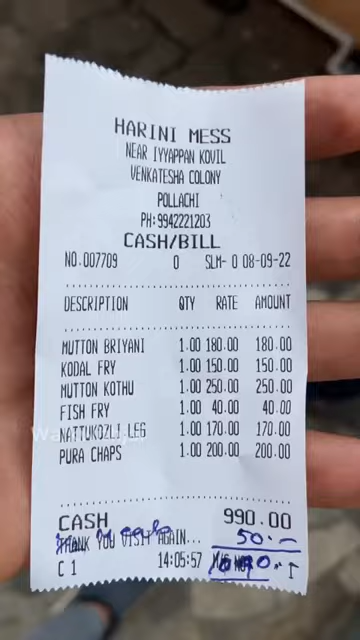 HARINI MESS
NEAR IYYAPPAN KOVIL
VENKATESHA COLONY
POLLACHI
PH:9942221203
CASH/BILL
NO.007709 0 SLM- 0 08-09-22
DESCRIPTION QTY RATE AMOUNT
MUTTON BRIYANI 1.00 180.00 180.00
KODAL FRY 1.00 150.00 150.00
MUTTON KOTHU 1.00 250.00 250.00
FISH FRY 1.00 40.00 40.00
NATTUKOZLI LEG 1.00 170.00 170.00
PURA CHAPS 1.00 200.00 200.00
CASH 990.00
THANK YOU VISIT AGAIN... 50.—
C 1 14:05:57